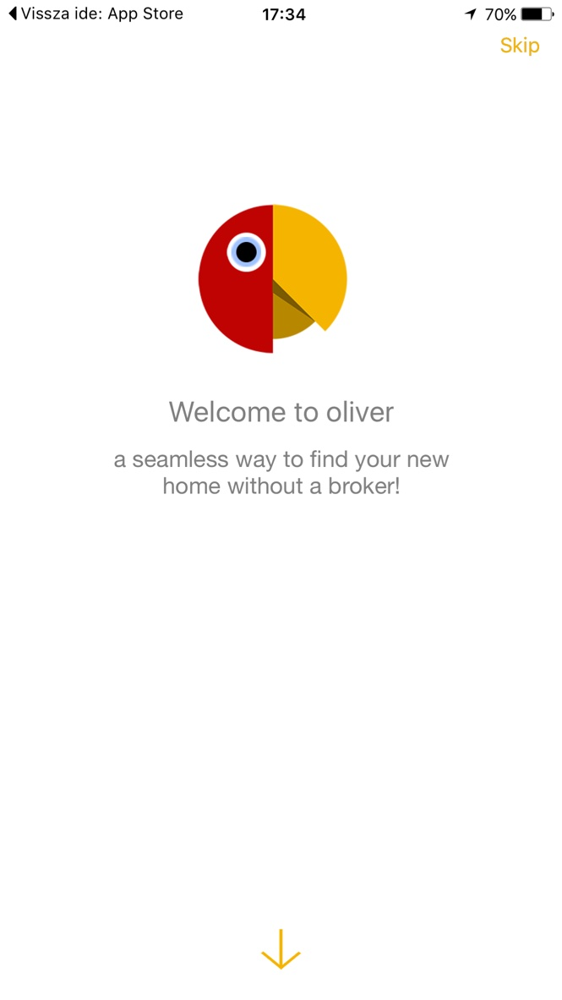 Vissza ide: App Store 17:34 70%
Skip
Welcome to oliver
a seamless way to find your new
home without a broker!